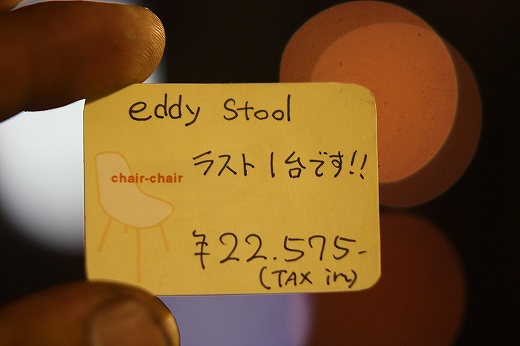 eddy Stool
ラスト1台です!!
chair-chair
¥22.575-
(TAX in)